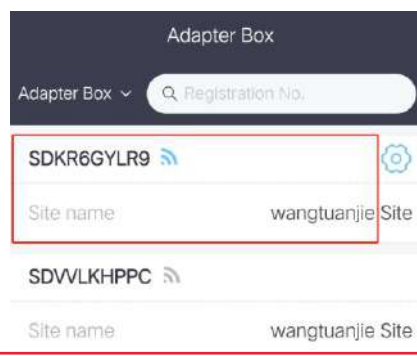 Adapter Box
Adapter Box
Registration No.
SDKR6GYLR9
Site name wangtuanjie Site
SDVVLKHPPC
Site name wangtuanjie Site